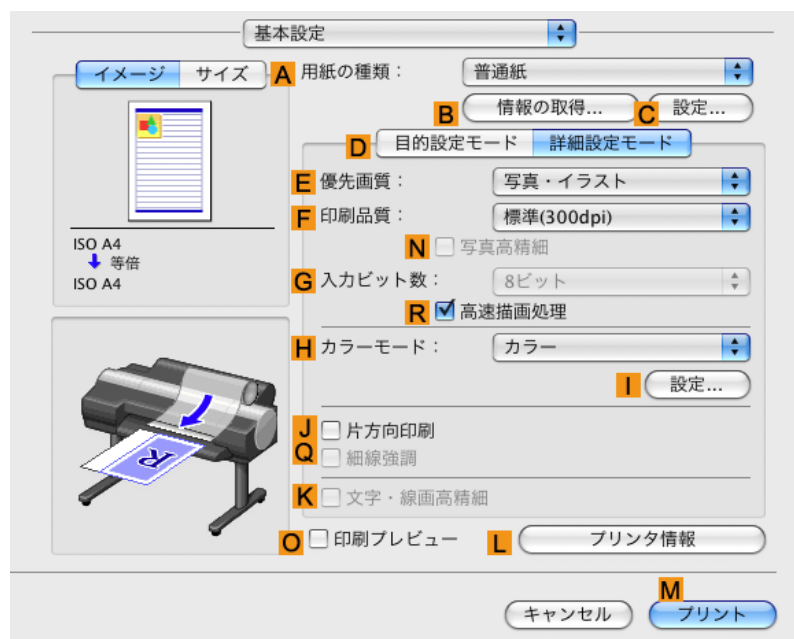 基本設定
イメージ サイズ
A 用紙の種類： 普通紙
B 情報の取得... C 設定...
D 目的設定モード 詳細設定モード
E 優先画質： 写真・イラスト
F 印刷品質： 標準(300dpi)
N 写真高精細
ISO A4
等倍
ISO A4
G 入力ビット数： 8ビット
R 高速描画処理
H カラーモード： カラー
I 設定...
J 片方向印刷
Q 細線強調
K 文字・線画高精細
R
O 印刷プレビュー L プリンタ情報
M
キャンセル プリント